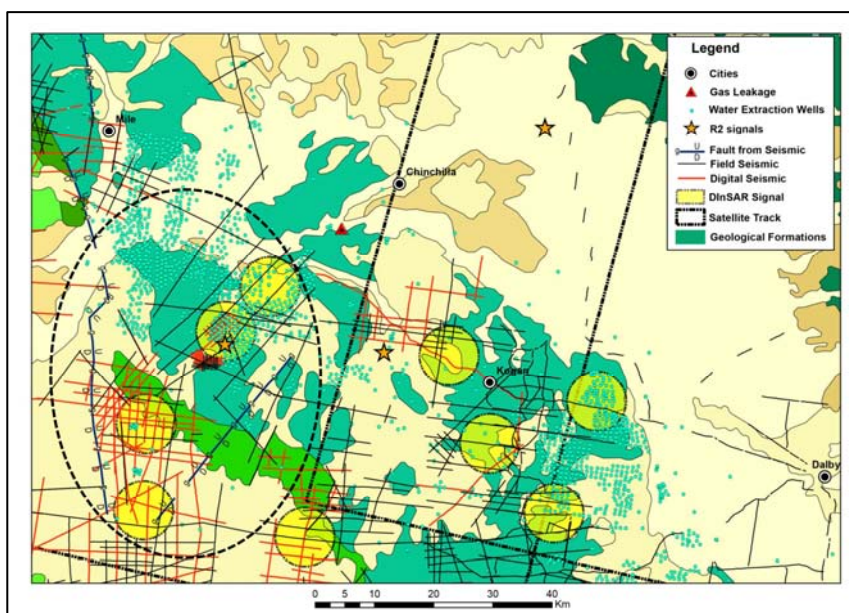 Legend
Cities
Gas Leakage
Water Extraction Wells
R2 signals
U
D
Fault from Seismic
Field Seismic
Digital Seismic
DInSAR Signal
Satellite Track
Geological Formations
Mile
Chinchilla
Kogan
Dalby
0 5 10 20 30 40
Km